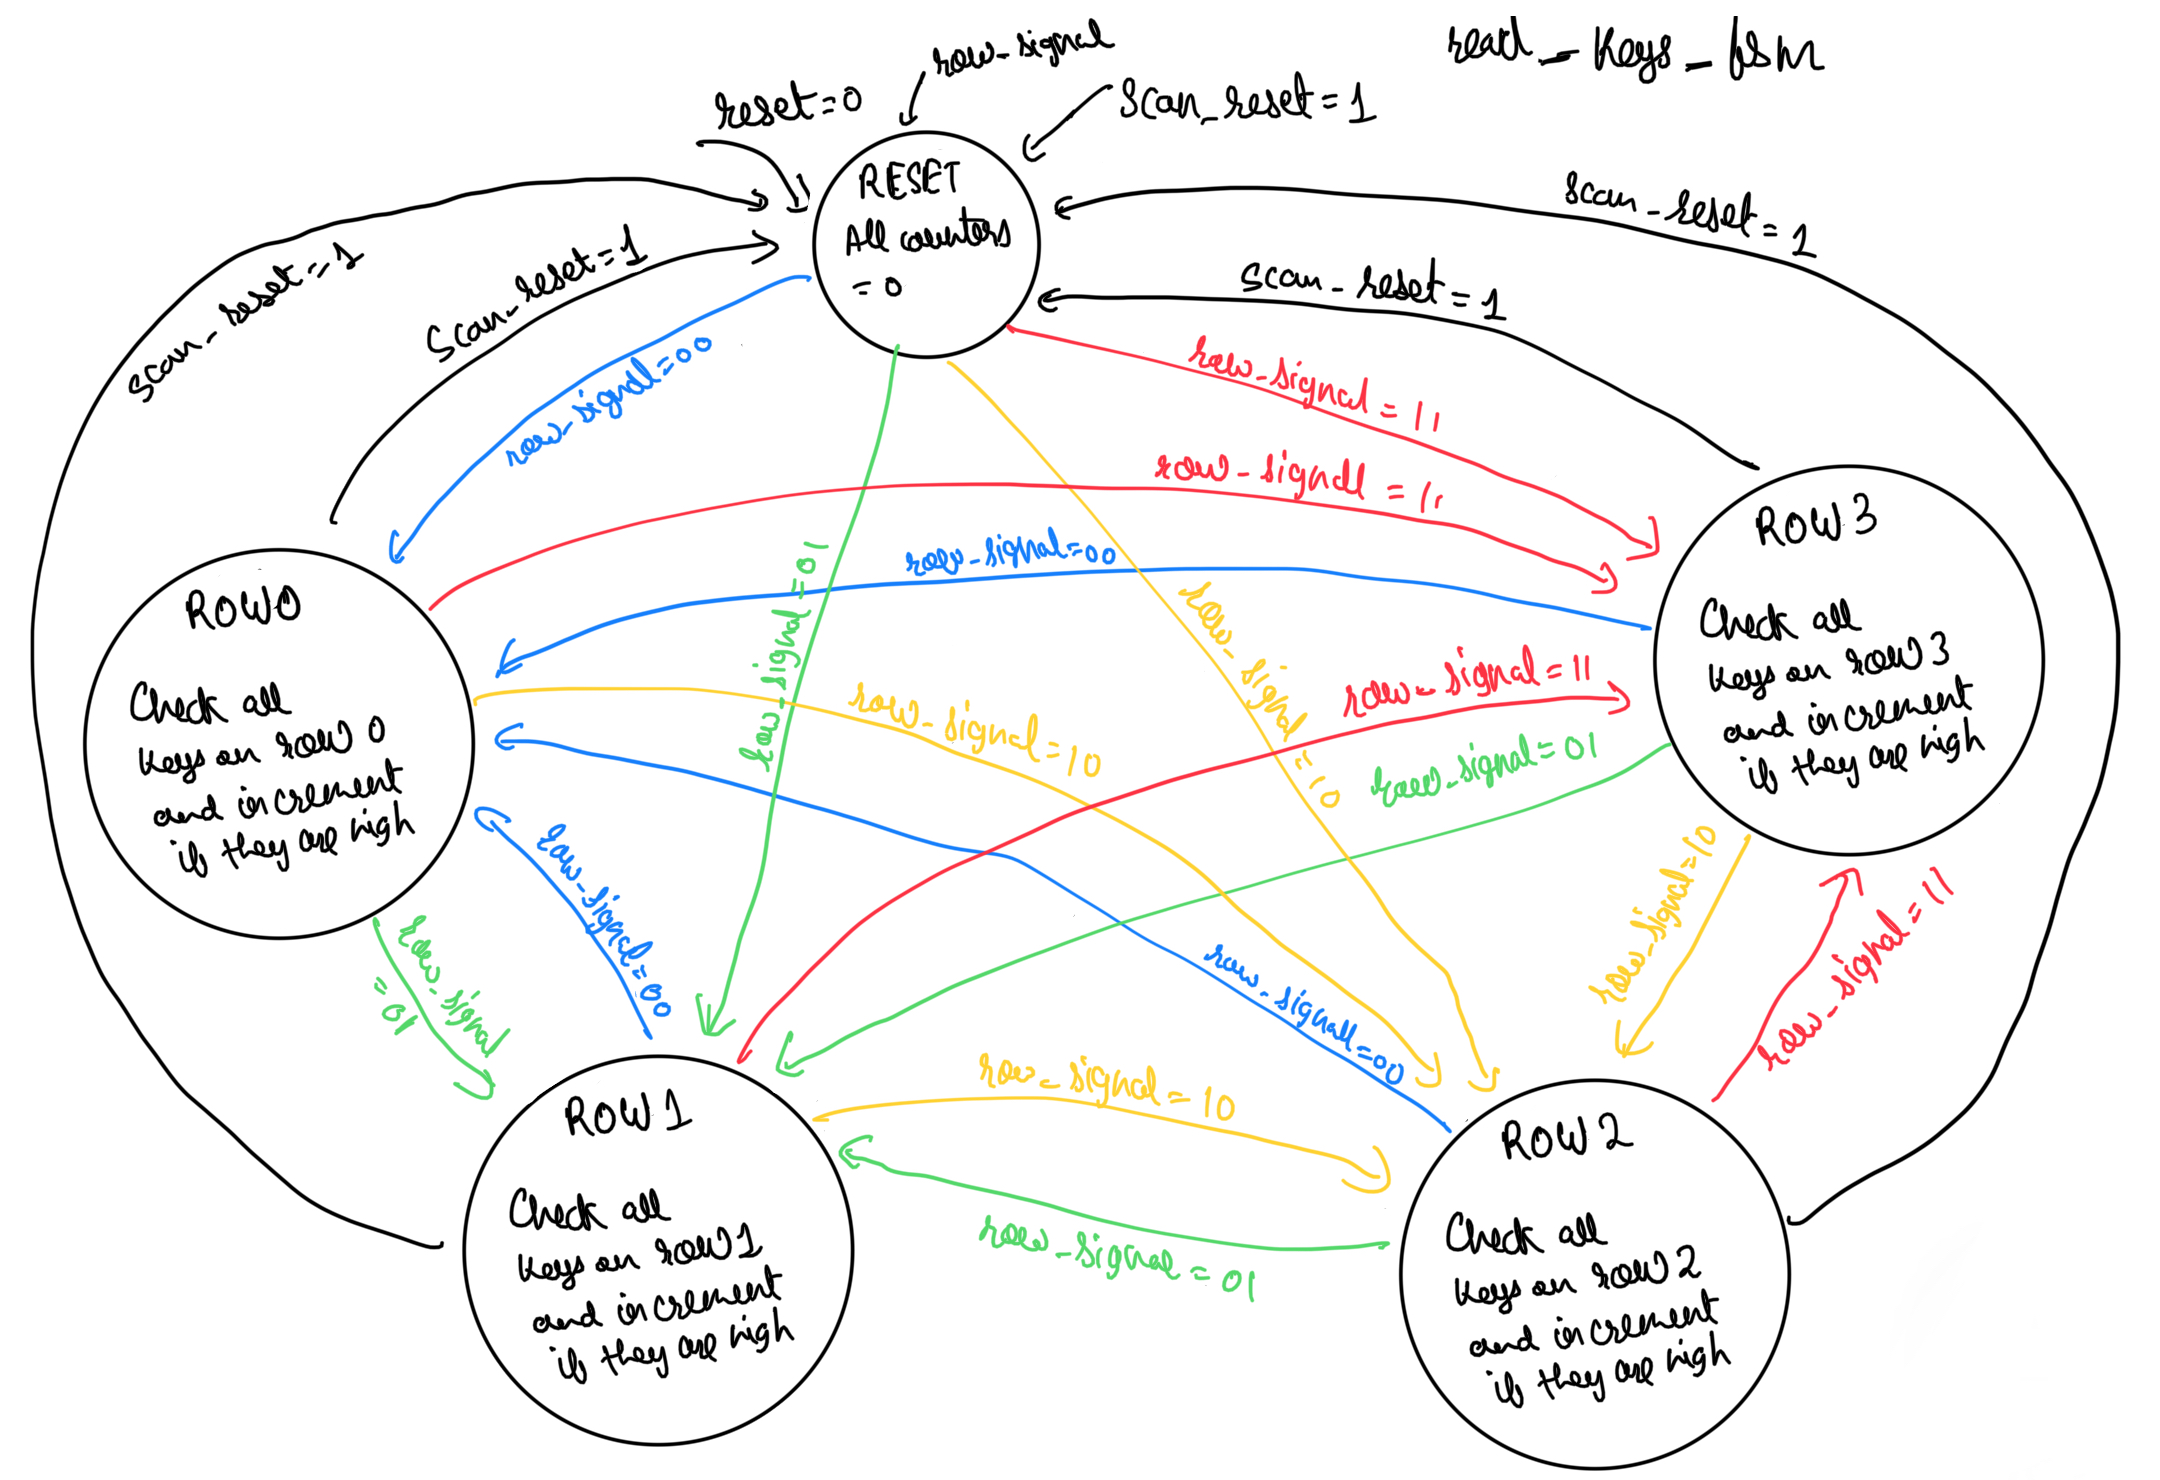 read_keys_fsm
row_signal
reset=0
scan_reset=1
RESET
All counters
=0
scan_reset=1
scan_reset=1
scan_reset=1
scan_reset=1
row_signal=00
row_signal=11
row_signal=11
row_signal=00
row_signal=01
row_signal=10
row_signal=10
row_signal=11
row_signal=01
ROW0
Check all
keys on row 0
and increment
if they are high
ROW3
Check all
keys on row 3
and increment
if they are high
row_signal=00
row_signal
=01
row_signal=00
row_signal=10
row_signal=11
row_signal=10
row_signal=01
ROW1
Check all
keys on row 1
and increment
if they are high
ROW2
Check all
keys on row 2
and increment
if they are high